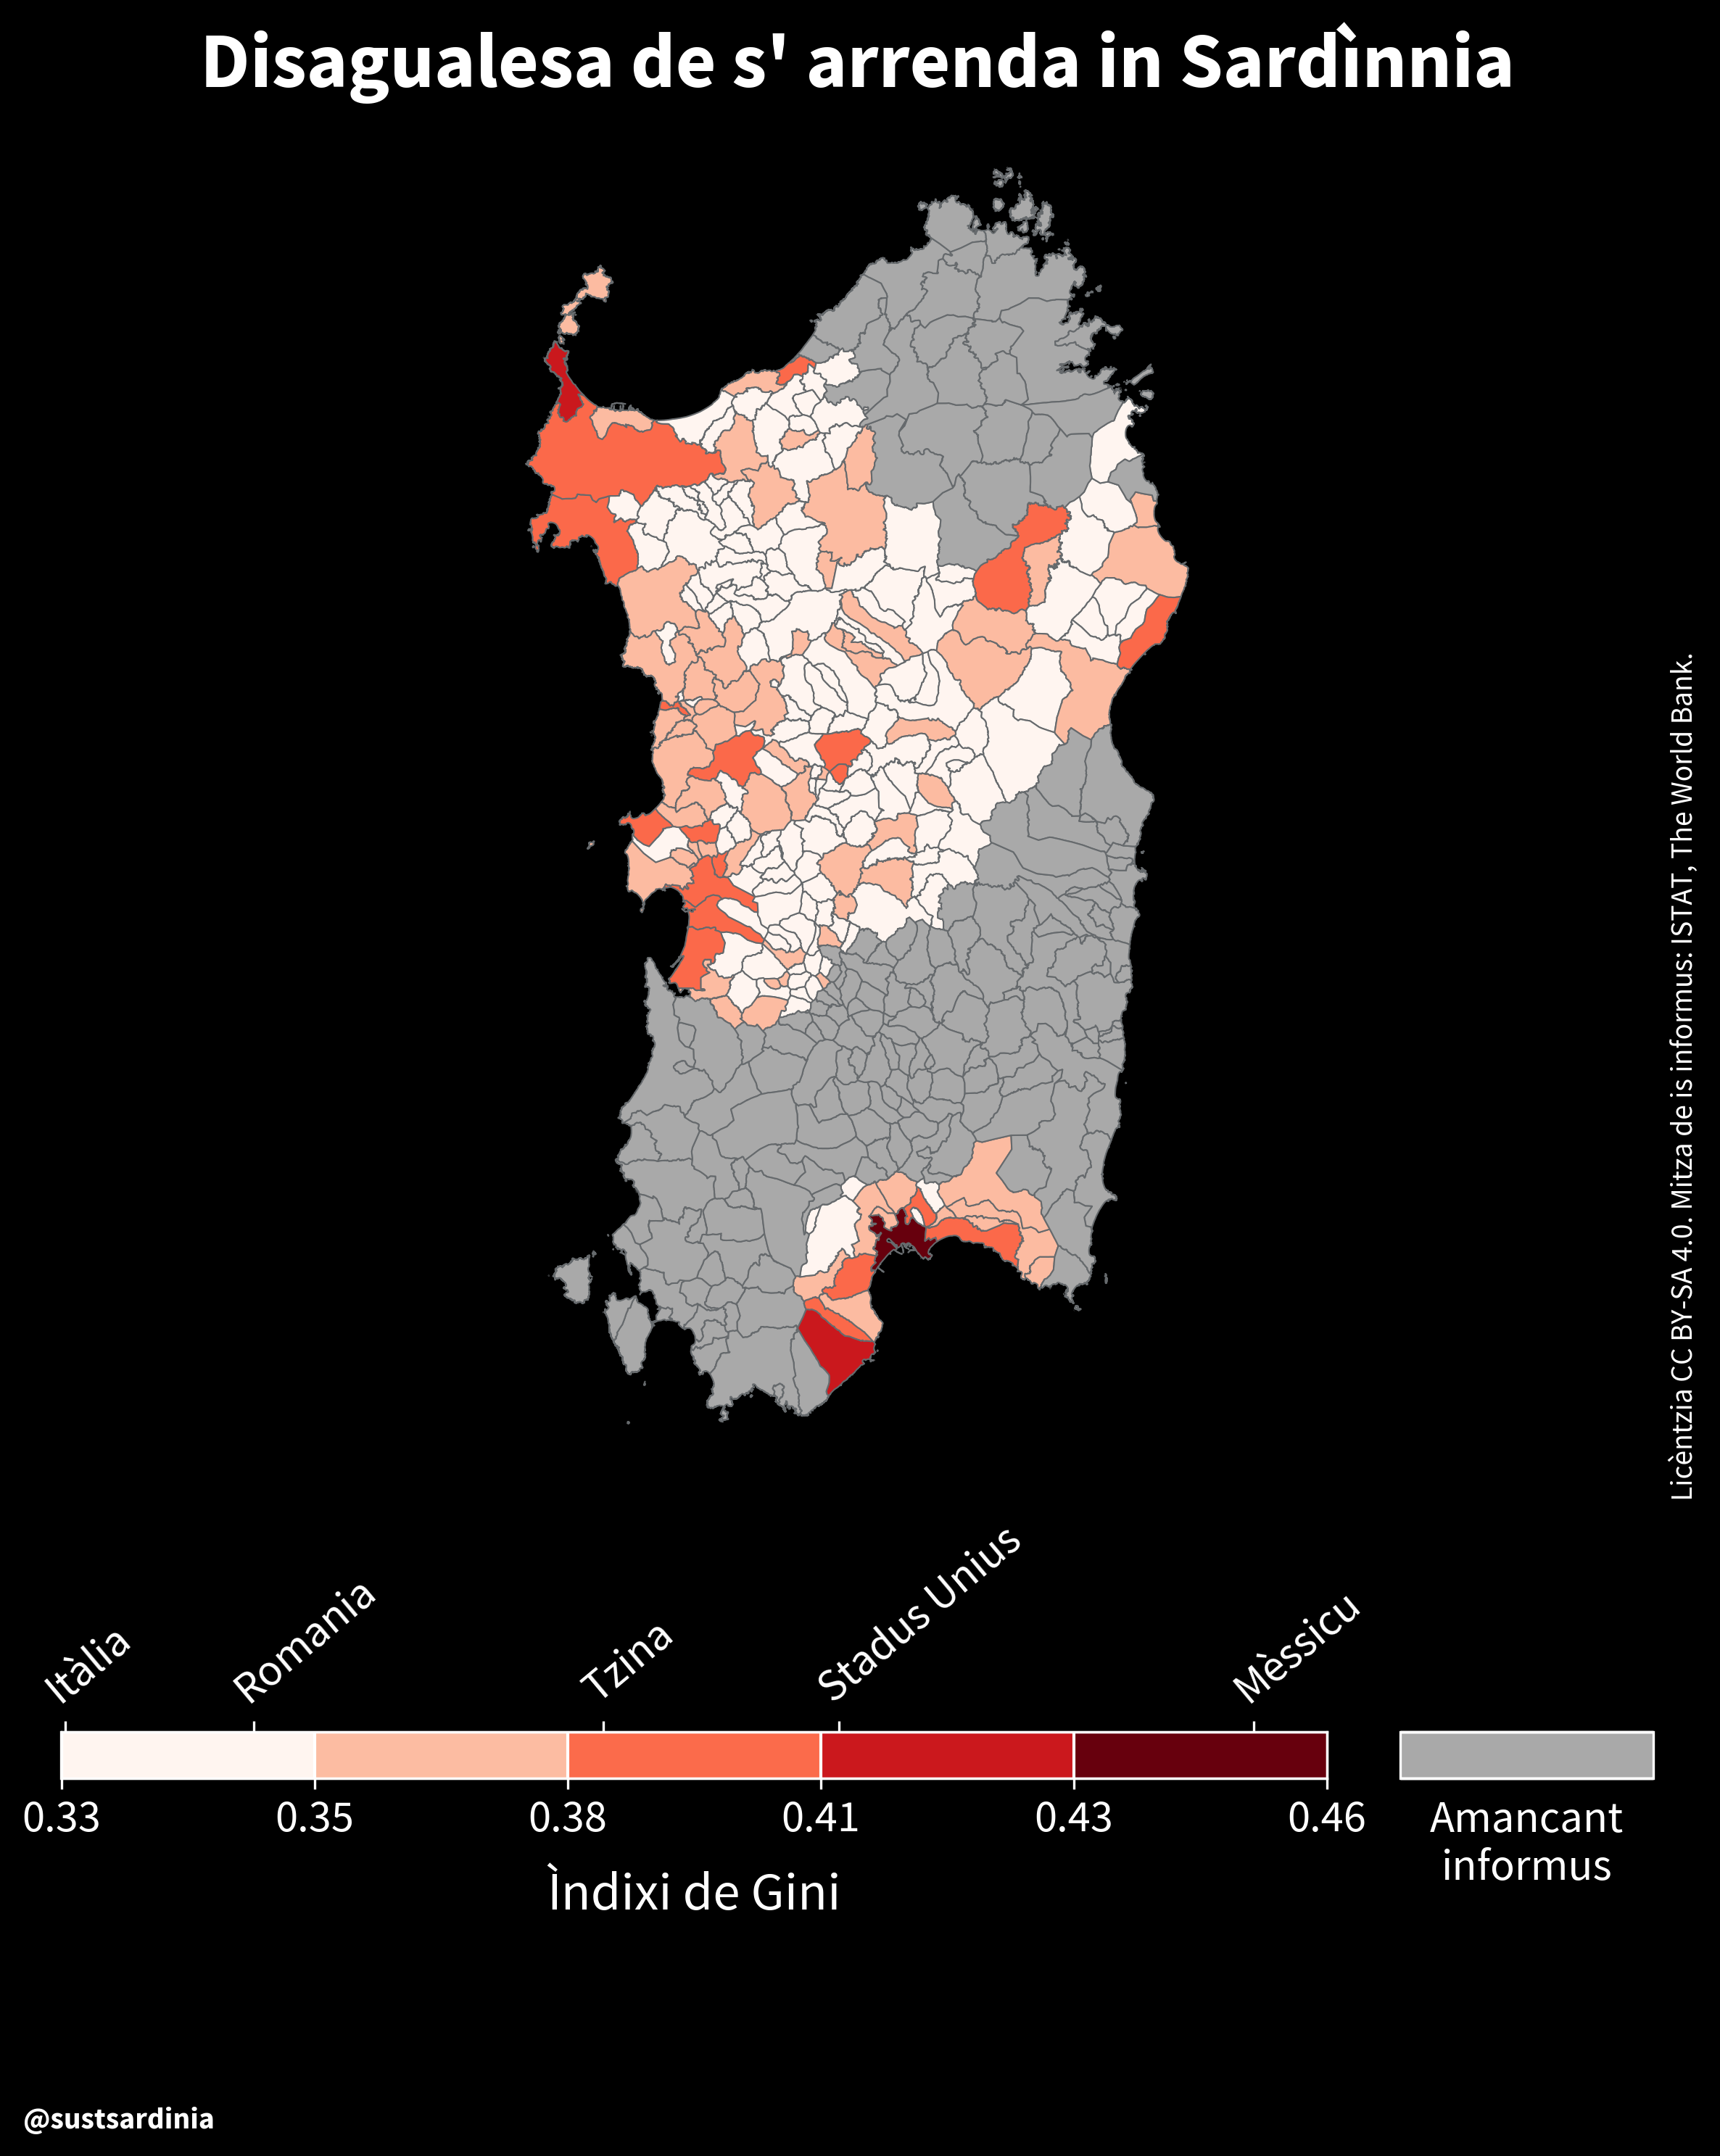 Disagualesa de s' arrenda in Sardìnnia
Licèntzia CC BY-SA 4.0. Mitza de is informus: ISTAT, The World Bank.
Itàlia
Romania
Tzina
Stadus Unius
Mèssicu
0.33
0.35
0.38
0.41
0.43
0.46
Amancant
informus
Ìndixi de Gini
@sustsardinia